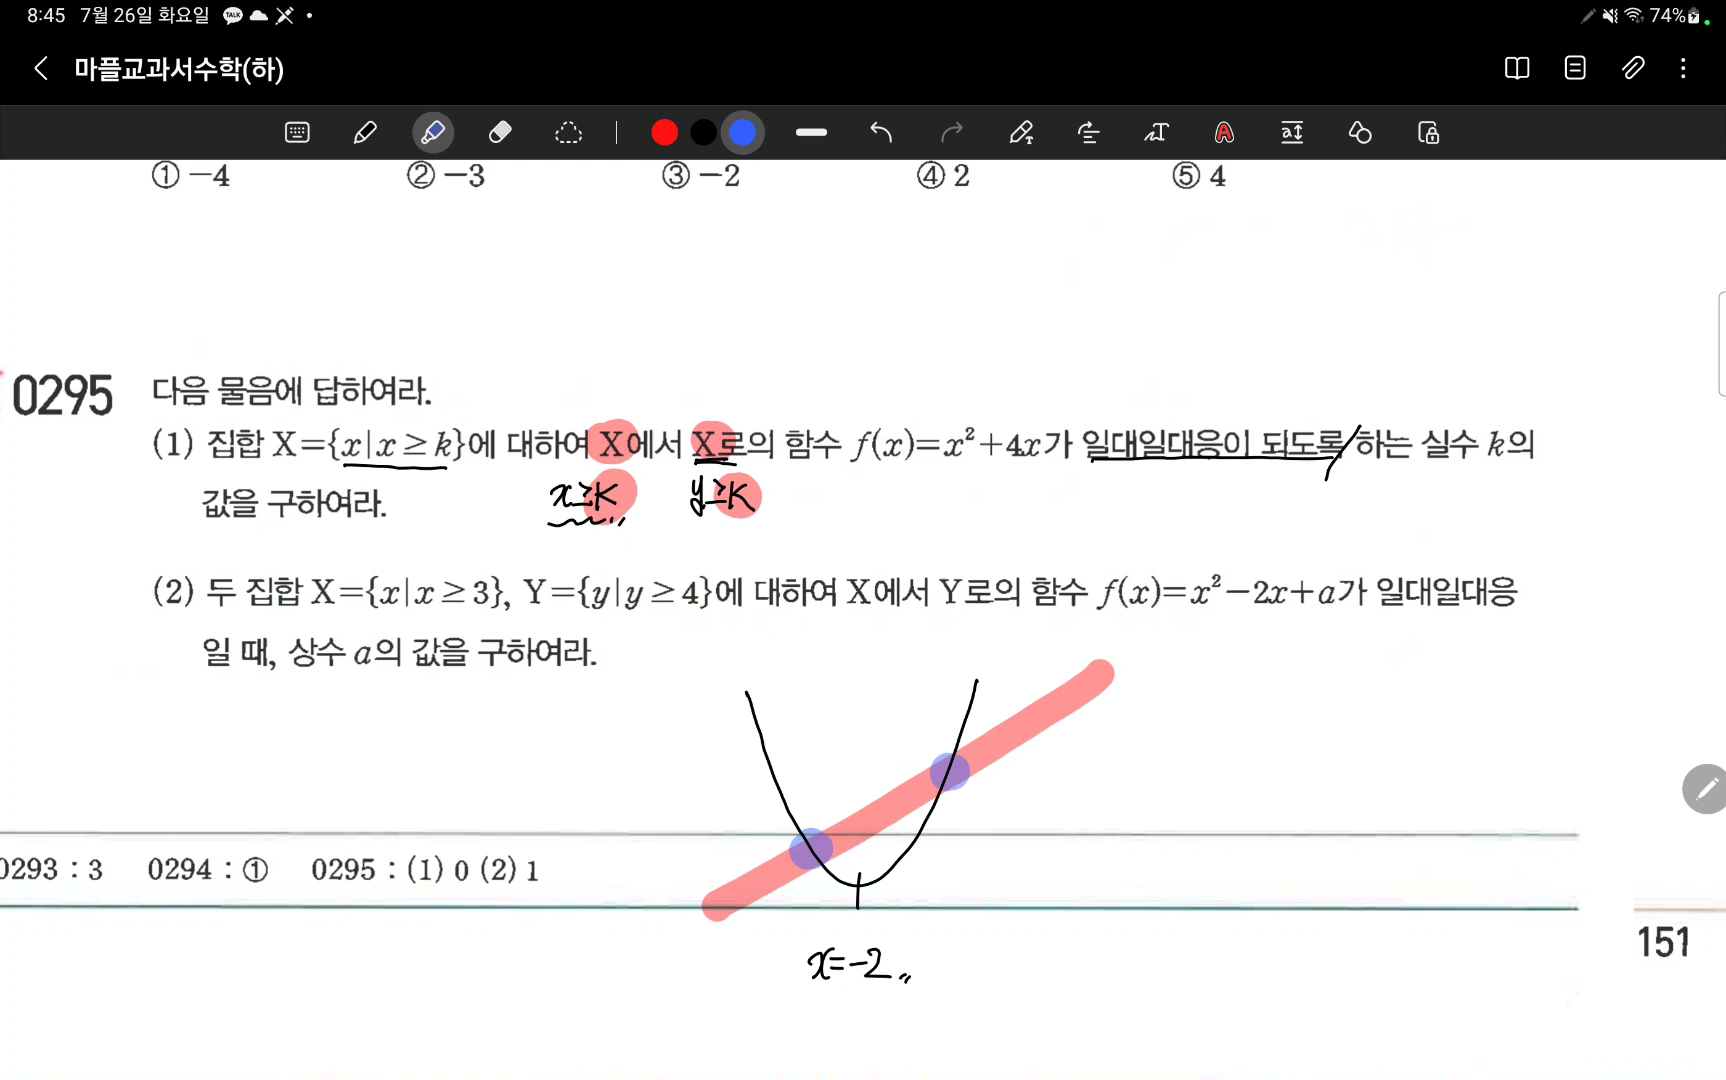 8:45 7월 26일 화요일 TALK 74%
마플교과서수학(하)
① −4 ② −3 ③ −2 ④ 2 ⑤ 4
0295 다음 물음에 답하여라.
(1) 집합 X={x|x≥k}에 대하여 X에서 X로의 함수 f(x)=x²+4x가 일대일대응이 되도록 하는 실수 k의
값을 구하여라.
x≥K y≥K
(2) 두 집합 X={x|x≥3}, Y={y|y≥4}에 대하여 X에서 Y로의 함수 f(x)=x²−2x+a가 일대일대응
일 때, 상수 a의 값을 구하여라.
0293 : 3 0294 : ① 0295 : (1) 0 (2) 1
151
x=-2